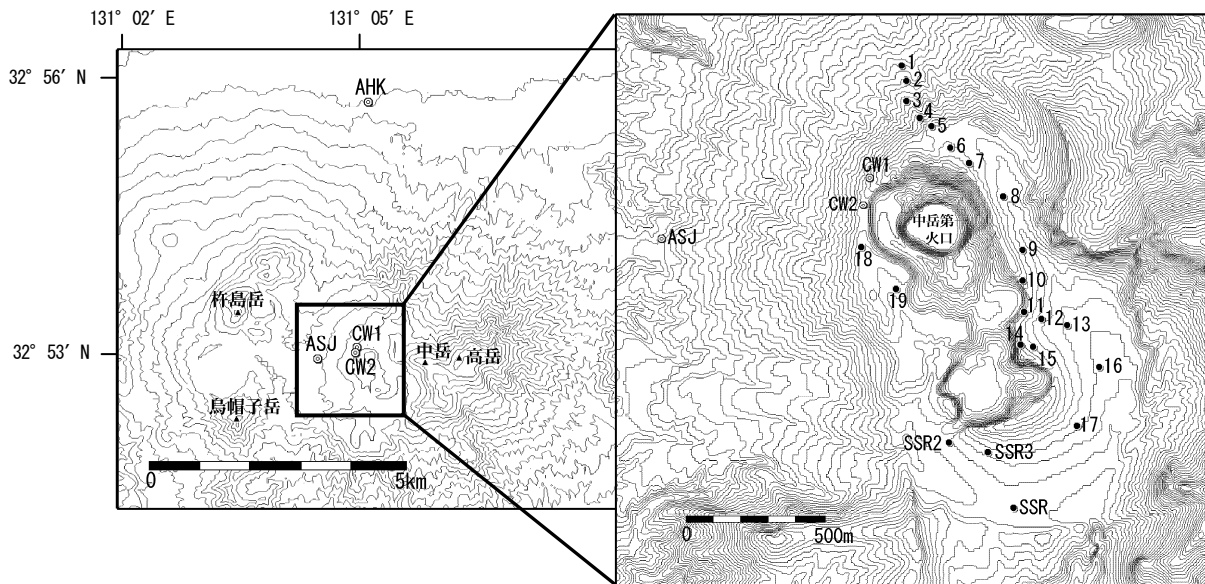 131° 02′ E
131° 05′ E
32° 56′ N
AHK
杵島岳
ASJ
CW1
CW2
中岳
高岳
32° 53′ N
烏帽子岳
0
5km
1
2
3
4
5
6
7
CW1
8
CW2
中岳第一
火口
ASJ
18
9
10
19
11
12
13
14
15
16
17
SSR2
SSR3
SSR
0
500m